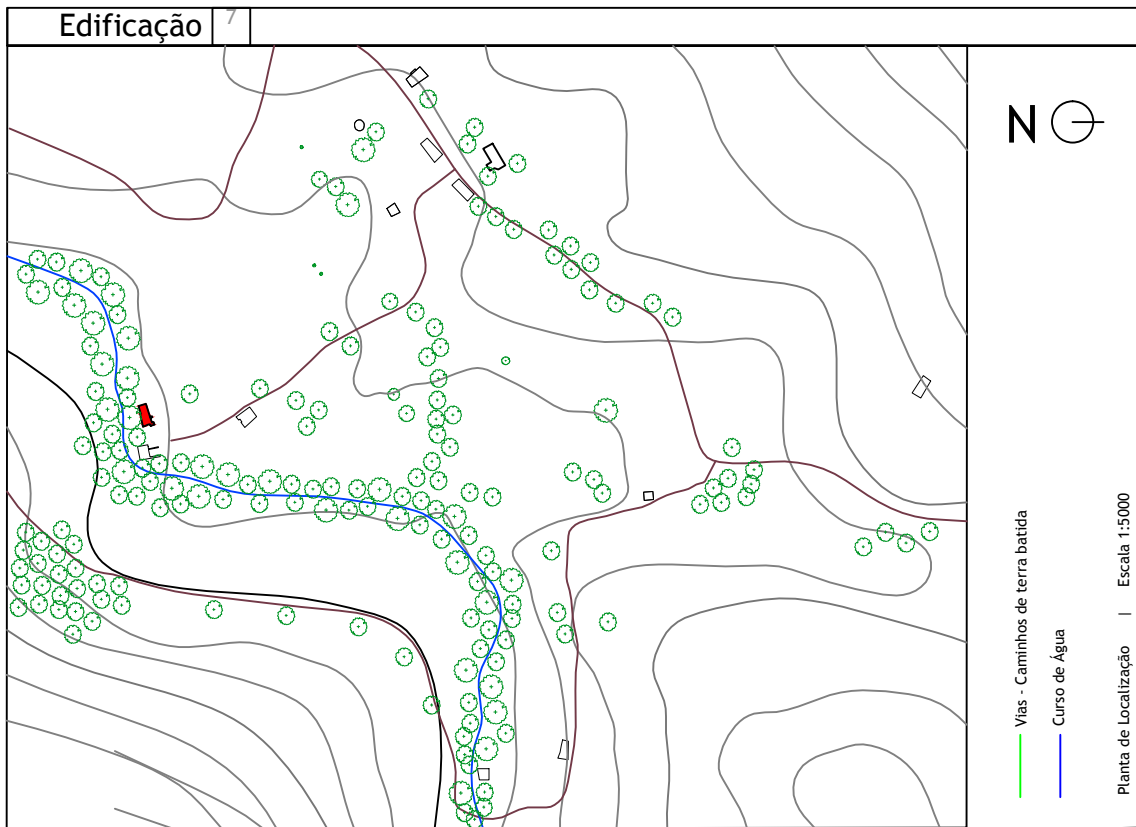 Edificação 7
N
Vias - Caminhos de terra batida
Curso de Água
Planta de Localização | Escala 1:5000